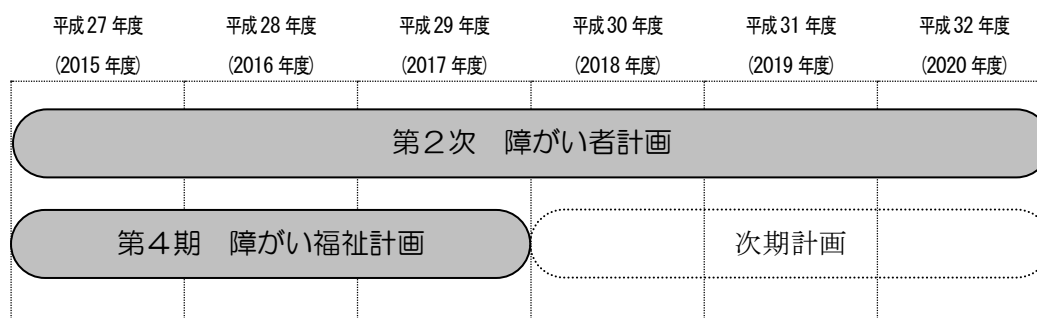 平成27年度 平成28年度 平成29年度 平成30年度 平成31年度 平成32年度
(2015年度) (2016年度) (2017年度) (2018年度) (2019年度) (2020年度)
第2次 障がい者計画
第4期 障がい福祉計画 次期計画